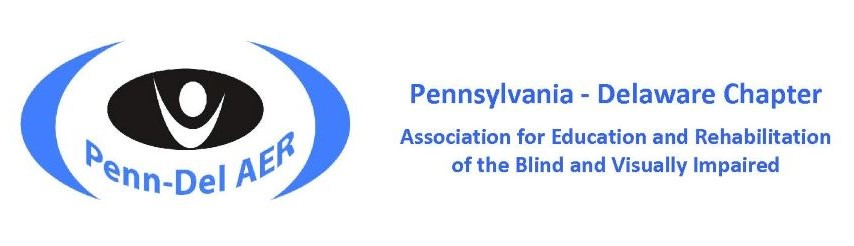 Penn-Del AER
Pennsylvania - Delaware Chapter
Association for Education and Rehabilitation
of the Blind and Visually Impaired